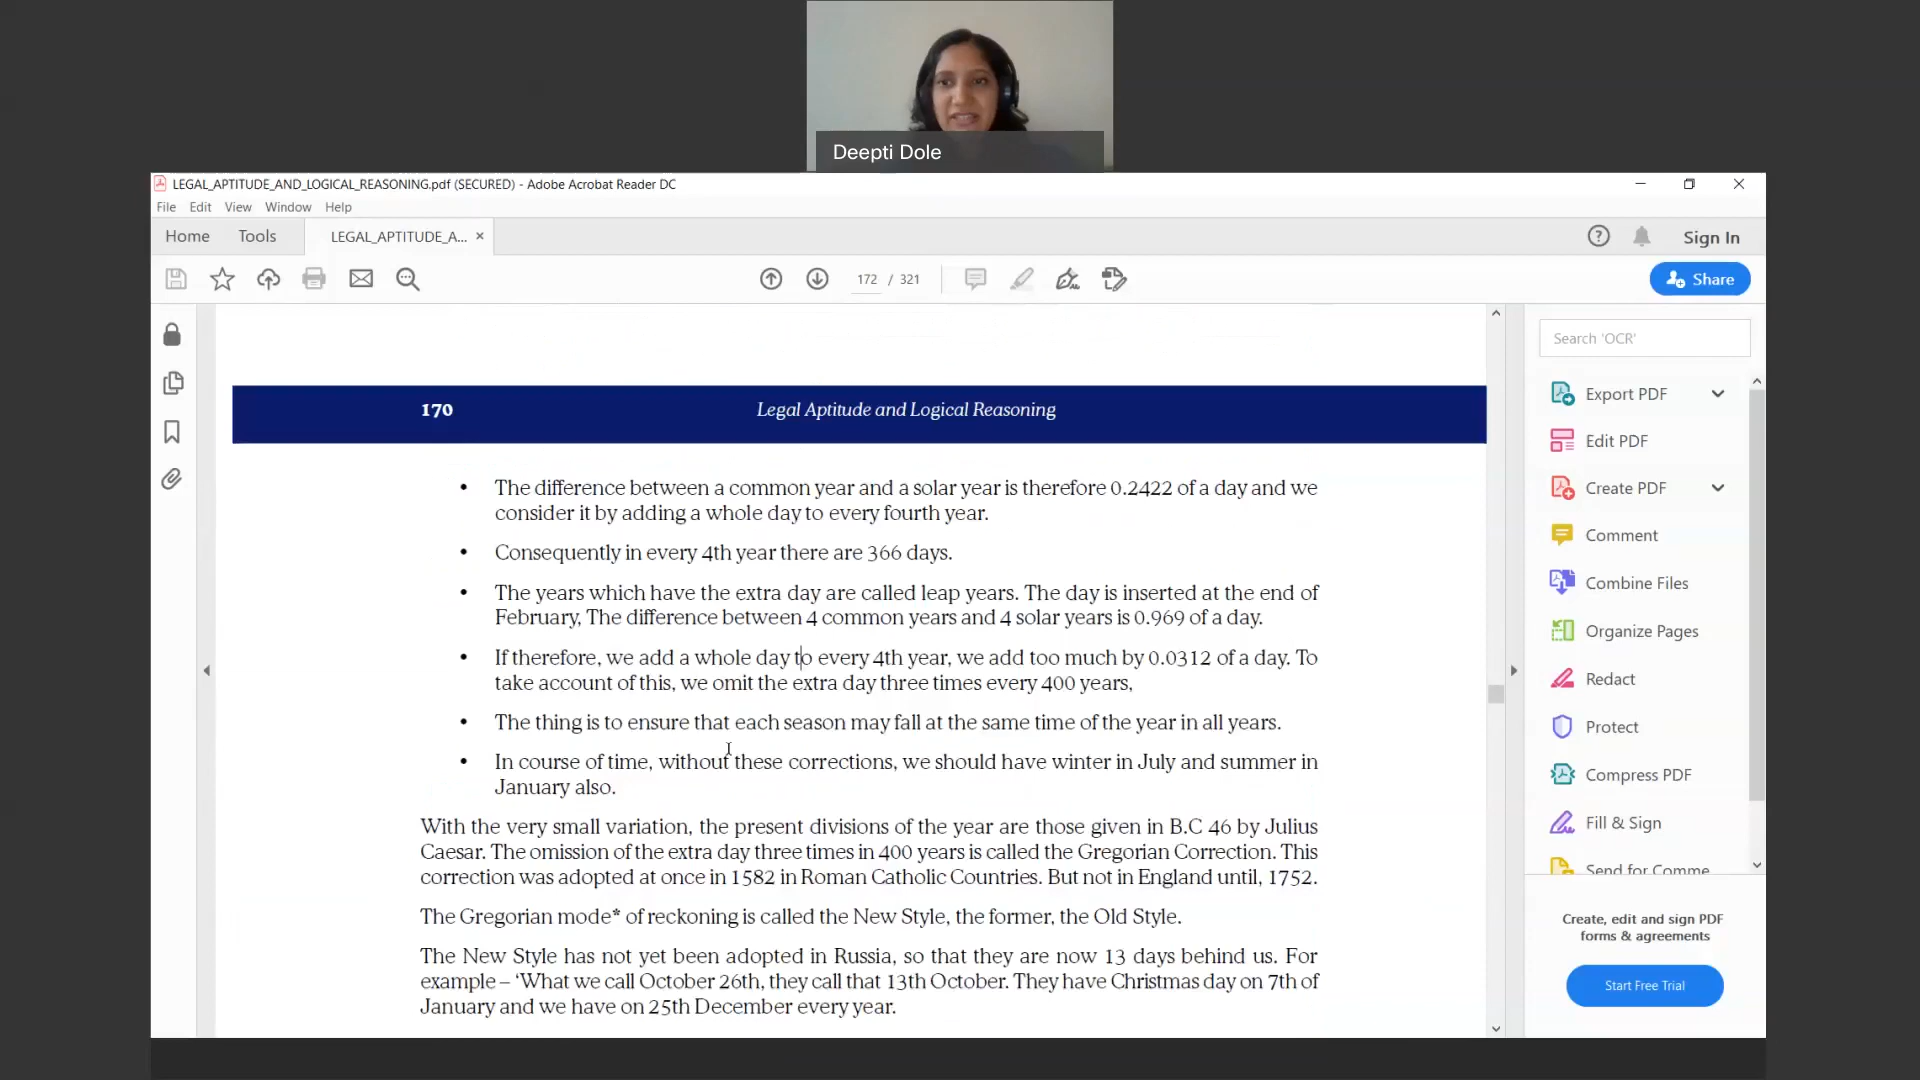 Deepti Dole
LEGAL_APTITUDE_AND_LOGICAL_REASONING.pdf (SECURED) - Adobe Acrobat Reader DC
File Edit View Window Help
Home Tools LEGAL_APTITUDE_A... × Sign In
172 / 321 Share
Search 'OCR'
Export PDF
Edit PDF
Create PDF
Comment
Combine Files
Organize Pages
Redact
Protect
Compress PDF
Fill & Sign
Send for Comme
Create, edit and sign PDF
forms & agreements
Start Free Trial
170 Legal Aptitude and Logical Reasoning
• The difference between a common year and a solar year is therefore 0.2422 of a day and we
consider it by adding a whole day to every fourth year.
• Consequently in every 4th year there are 366 days.
• The years which have the extra day are called leap years. The day is inserted at the end of
February, The difference between 4 common years and 4 solar years is 0.969 of a day.
• If therefore, we add a whole day to every 4th year, we add too much by 0.0312 of a day. To
take account of this, we omit the extra day three times every 400 years,
• The thing is to ensure that each season may fall at the same time of the year in all years.
• In course of time, without these corrections, we should have winter in July and summer in
January also.
With the very small variation, the present divisions of the year are those given in B.C 46 by Julius
Caesar. The omission of the extra day three times in 400 years is called the Gregorian Correction. This
correction was adopted at once in 1582 in Roman Catholic Countries. But not in England until, 1752.
The Gregorian mode* of reckoning is called the New Style, the former, the Old Style.
The New Style has not yet been adopted in Russia, so that they are now 13 days behind us. For
example – ‘What we call October 26th, they call that 13th October. They have Christmas day on 7th of
January and we have on 25th December every year.